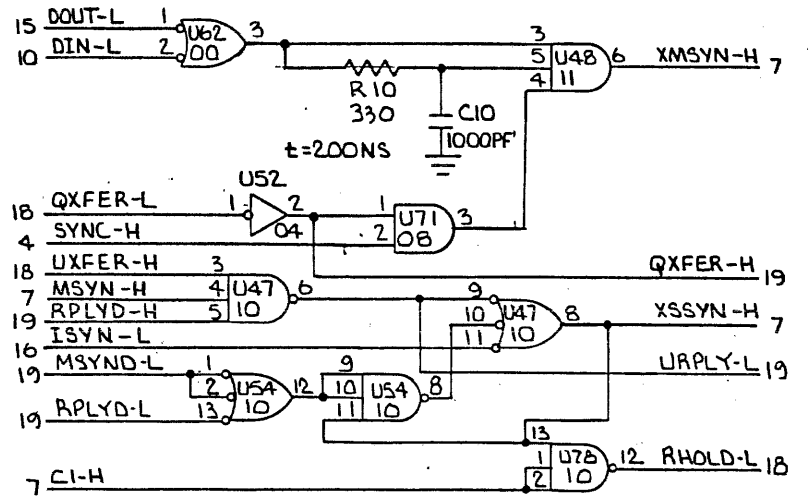 15 DOUT-L 1 U62 3 3
10 DIN-L 2 00 5 U48 6 XMSYN-H 7
4 11
R10 C10
330 1000PF
t=200NS
U52
18 QXFER-L 1 2 1 U71 3
4 SYNC-H 04 2 08
18 UXFER-H 3 QXFER-H 19
7 MSYN-H 4 U47 6 9 8 XSSYN-H 7
19 RPLYD-H 5 10 10 U47
16 ISYN-L 11 10
19 MSYND-L 1 9 URPLY-L 19
2 U54 12 10 U54 8
19 RPLYD-L 13 10 11 10
13
1 U78 12 RHOLD-L 18
7 CI-H 2 10